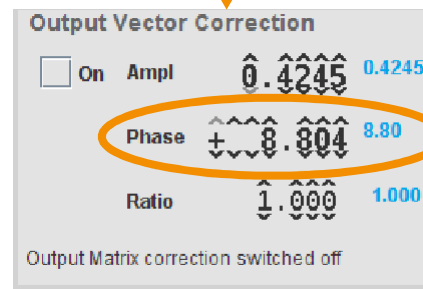 Output Vector Correction
On Ampl 0.4245 0.4245
Phase + 8.804 8.80
Ratio 1.000 1.000
Output Matrix correction switched off